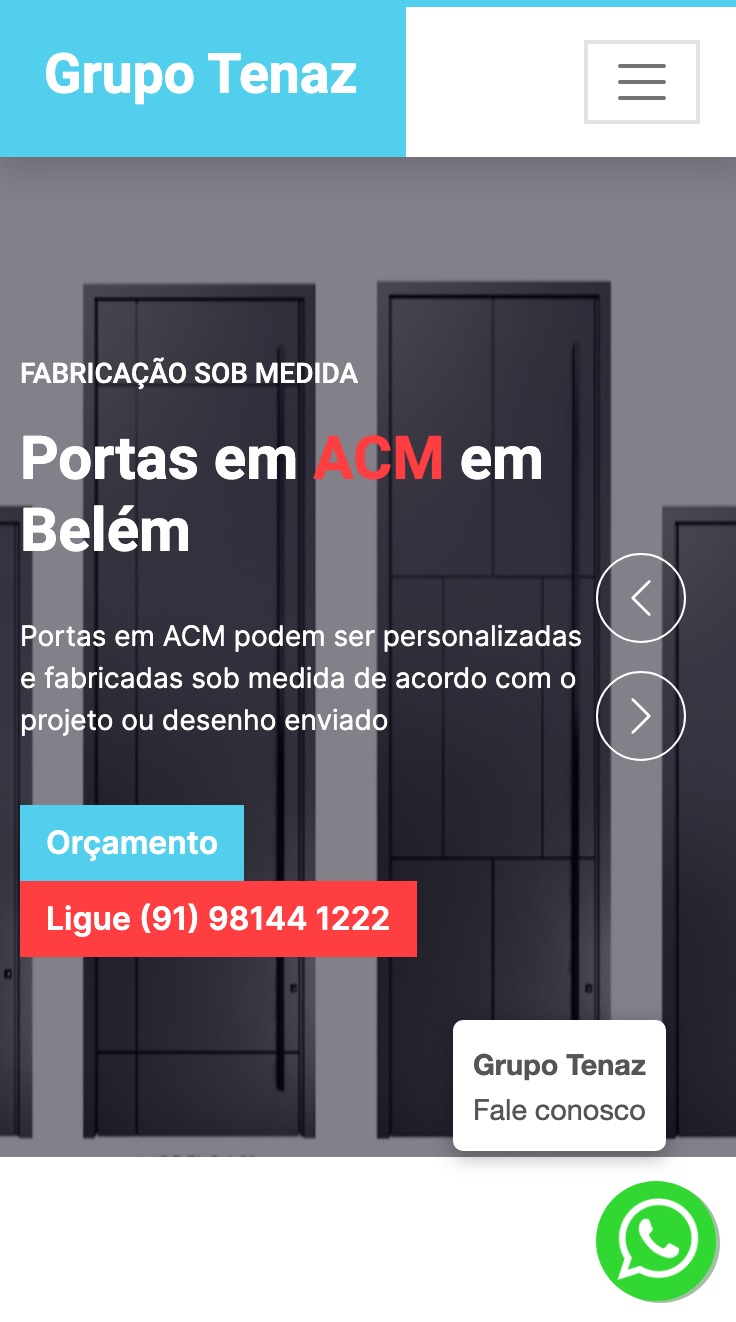 Grupo Tenaz
FABRICAÇÃO SOB MEDIDA
Portas em ACM em
Belém
Portas em ACM podem ser personalizadas
e fabricadas sob medida de acordo com o
projeto ou desenho enviado
Orçamento
Ligue (91) 98144 1222
Grupo Tenaz
Fale conosco